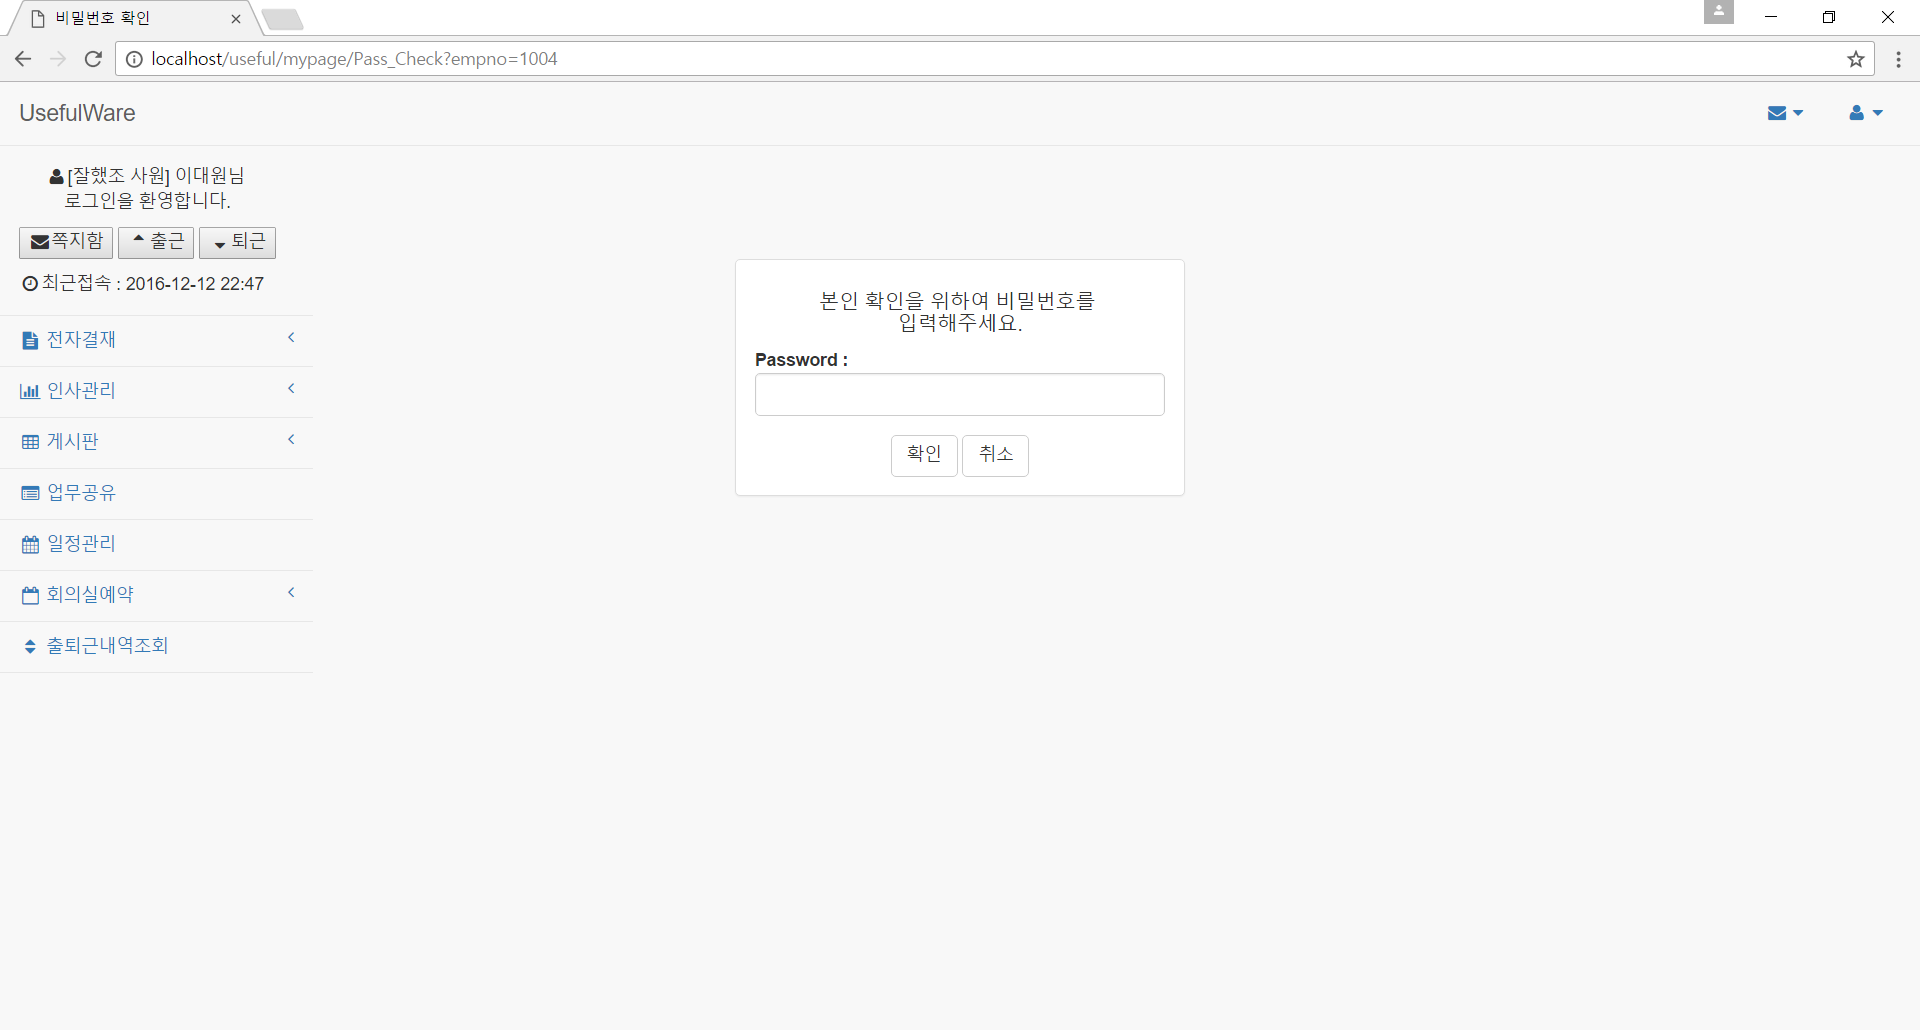 비밀번호 확인
localhost/useful/mypage/Pass_Check?empno=1004
UsefulWare
[잘했조 사원] 이대원님
로그인을 환영합니다.
쪽지함 출근 퇴근
최근접속 : 2016-12-12 22:47
전자결재
인사관리
게시판
업무공유
일정관리
회의실예약
출퇴근내역조회
본인 확인을 위하여 비밀번호를
입력해주세요.
Password :
확인 취소